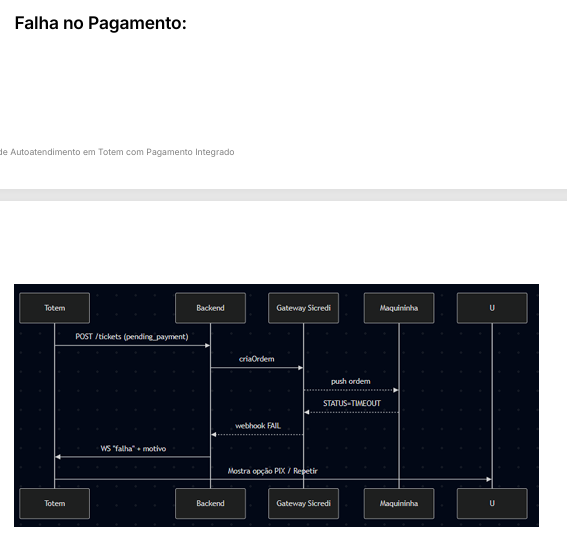 Falha no Pagamento:
de Autoatendimento em Totem com Pagamento Integrado
Totem Backend Gateway Sicredi Maquininha U
POST /tickets (pending_payment)
criaOrdem
push ordem
STATUS=TIMEOUT
webhook FAIL
WS "falha" + motivo
Mostra opção PIX / Repetir
Totem Backend Gateway Sicredi Maquininha U